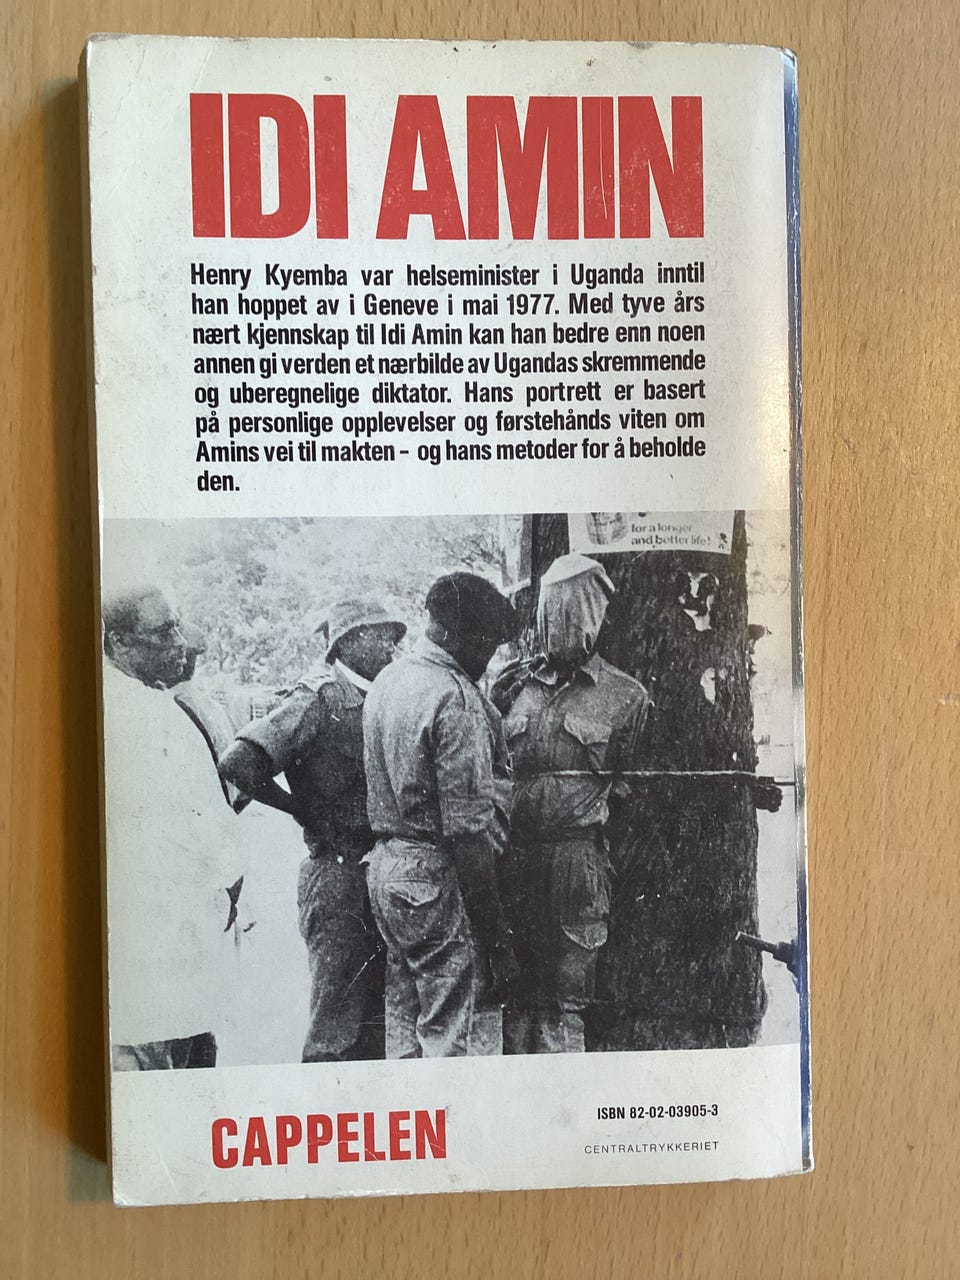 IDI AMIN
Henry Kyemba var helseminister i Uganda inntil
han hoppet av i Geneve i mai 1977. Med tyve års
nært kjennskap til Idi Amin kan han bedre enn noen
annen gi verden et nærbilde av Ugandas skremmende
og uberegnelige diktator. Hans portrett er basert
på personlige opplevelser og førstehånds viten om
Amins vei til makten – og hans metoder for å beholde
den.
for a longer
and better life!
CAPPELEN
ISBN 82-02-03905-3
CENTRALTRYKKERIET